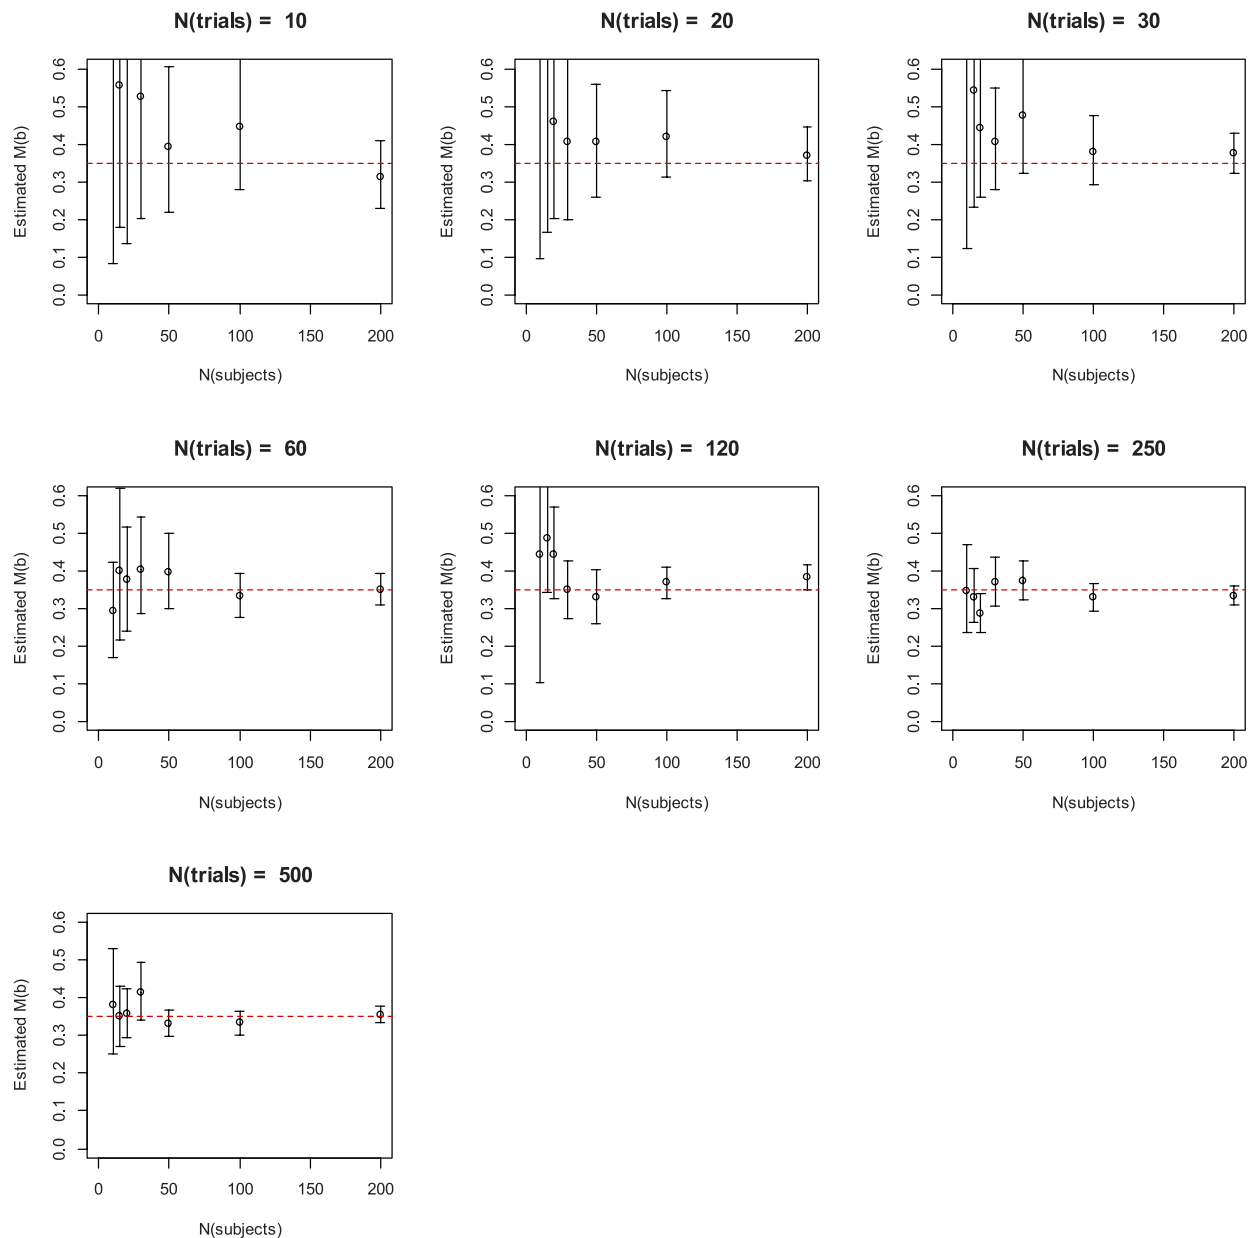 N(trials) = 10
N(trials) = 20
N(trials) = 30
Estimated M(b)
0.0 0.1 0.2 0.3 0.4 0.5 0.6
0 50 100 150 200
N(subjects)
Estimated M(b)
0.0 0.1 0.2 0.3 0.4 0.5 0.6
0 50 100 150 200
N(subjects)
Estimated M(b)
0.0 0.1 0.2 0.3 0.4 0.5 0.6
0 50 100 150 200
N(subjects)
N(trials) = 60
N(trials) = 120
N(trials) = 250
Estimated M(b)
0.0 0.1 0.2 0.3 0.4 0.5 0.6
0 50 100 150 200
N(subjects)
Estimated M(b)
0.0 0.1 0.2 0.3 0.4 0.5 0.6
0 50 100 150 200
N(subjects)
Estimated M(b)
0.0 0.1 0.2 0.3 0.4 0.5 0.6
0 50 100 150 200
N(subjects)
N(trials) = 500
Estimated M(b)
0.0 0.1 0.2 0.3 0.4 0.5 0.6
0 50 100 150 200
N(subjects)